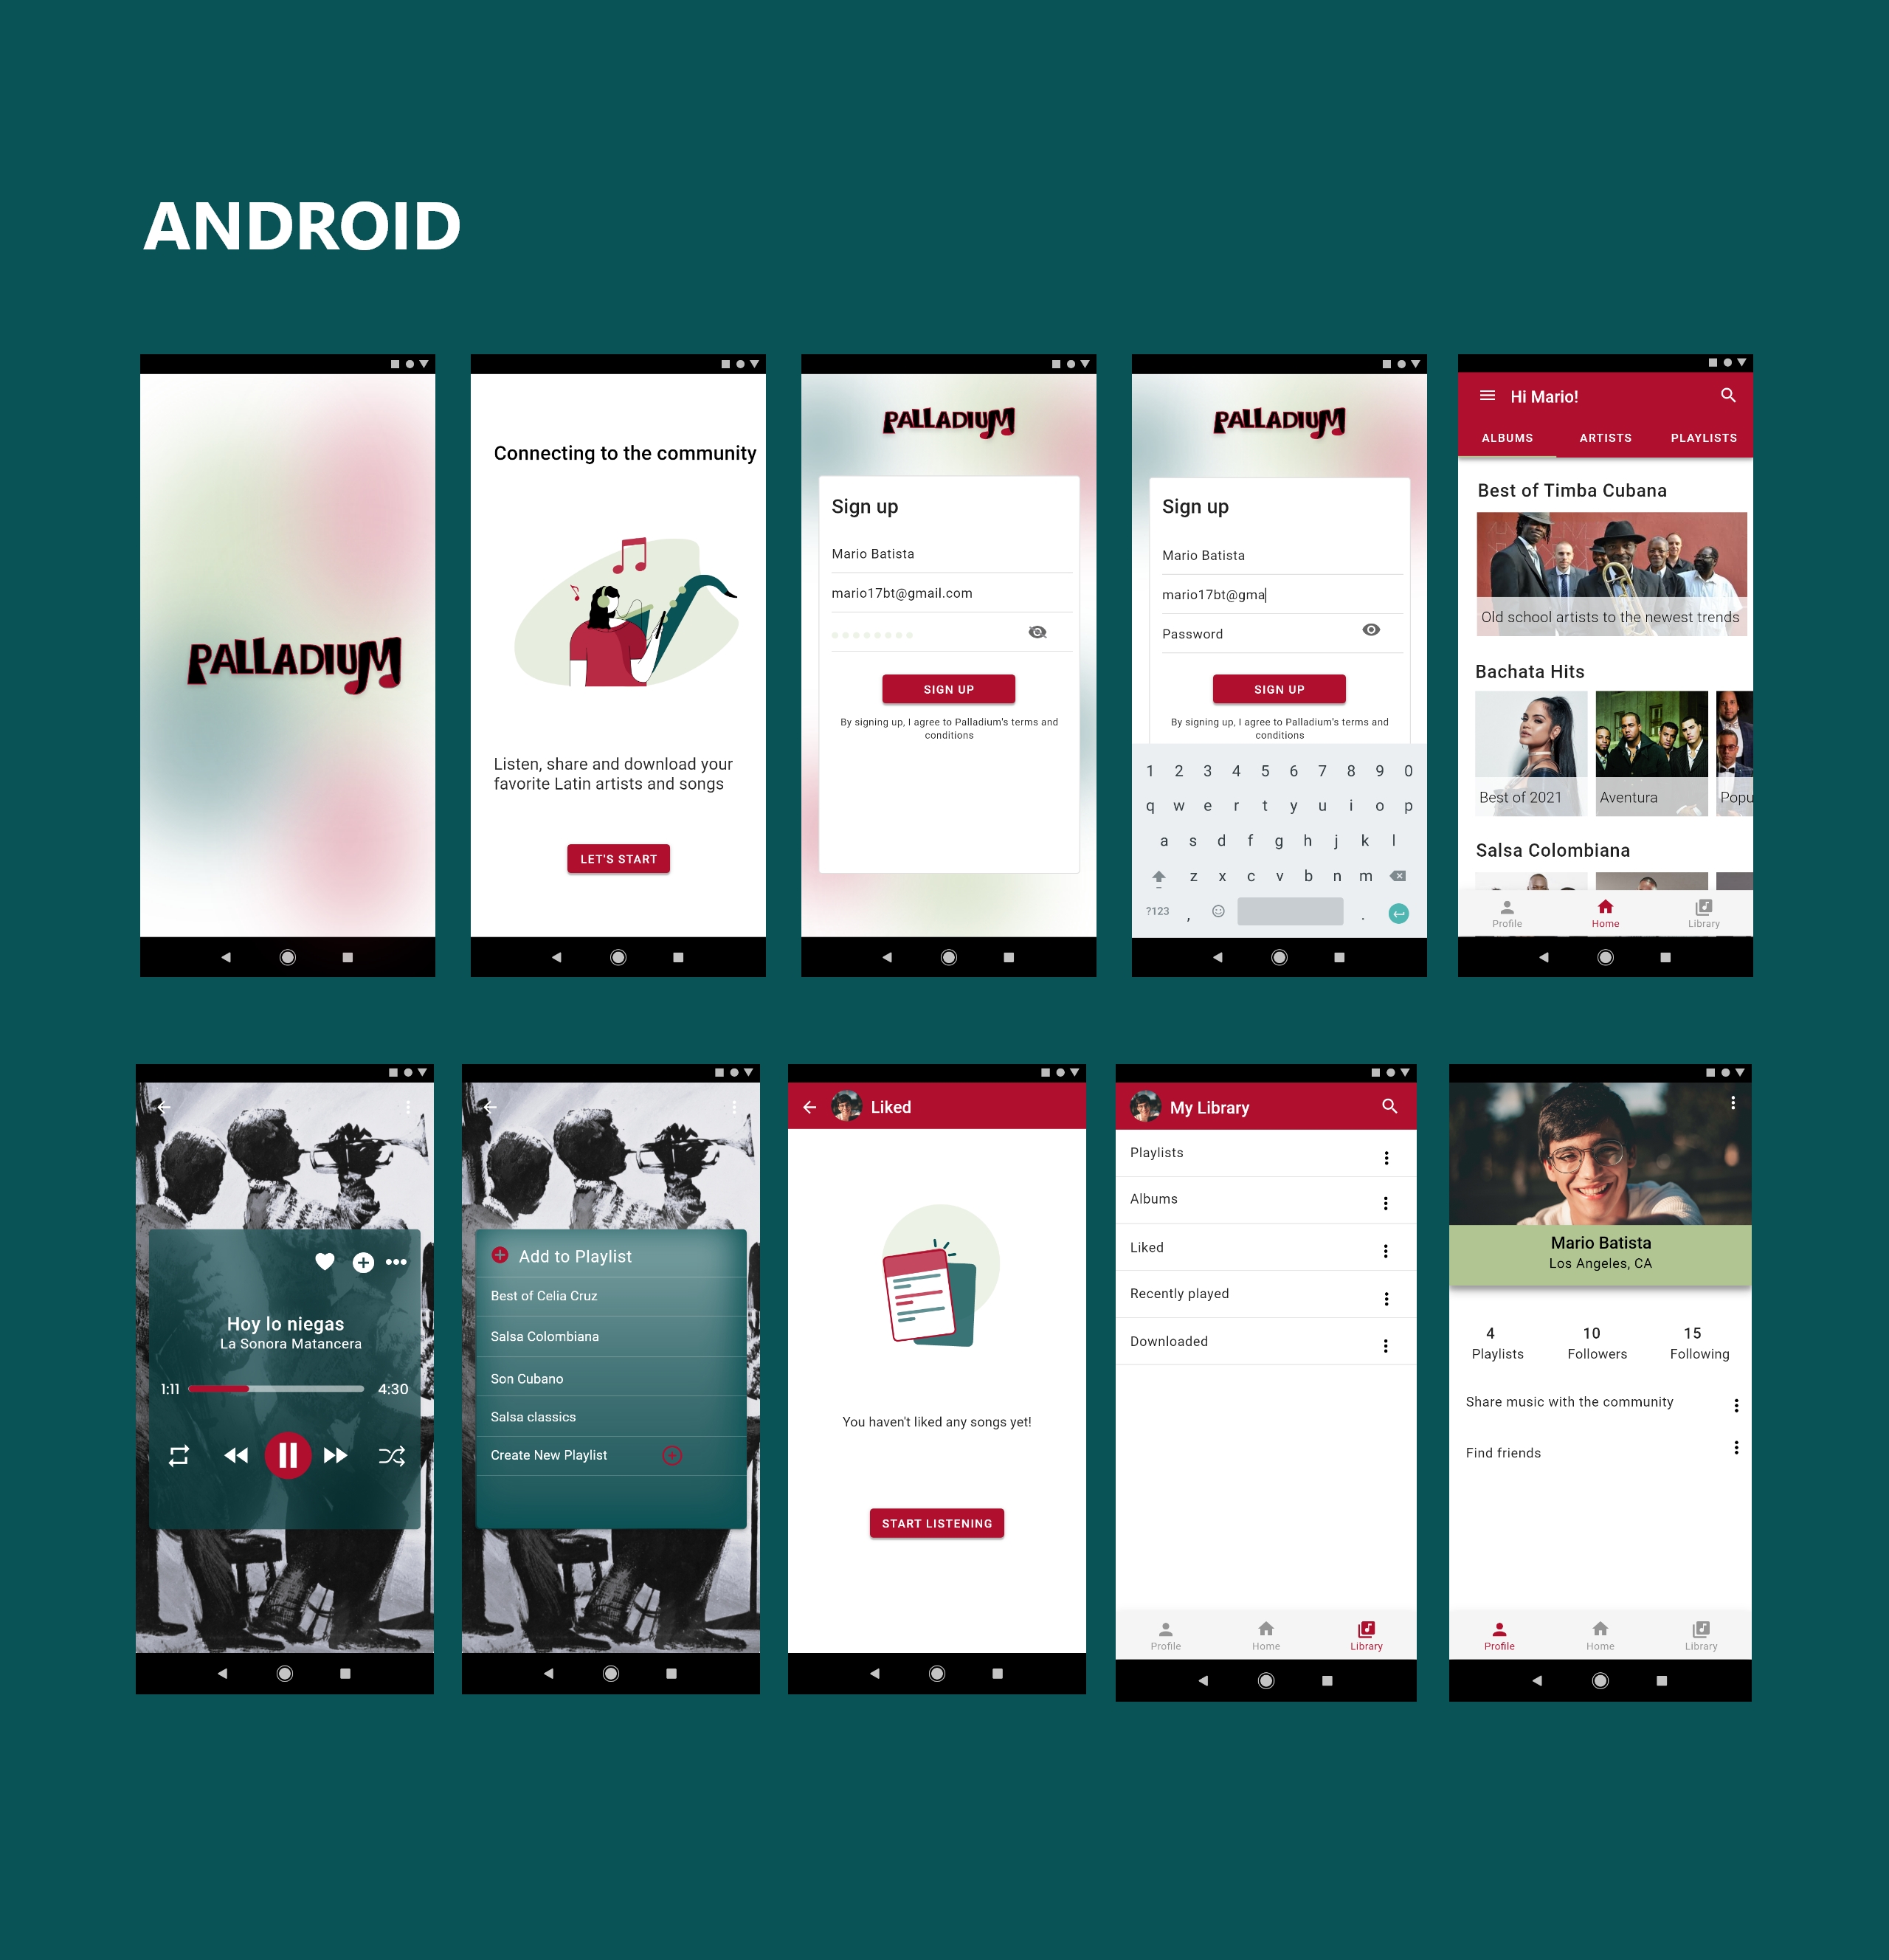 ANDROID
PALLADIUM
Connecting to the community
Listen, share and download your
favorite Latin artists and songs
LET'S START
PALLADIUM
Sign up
Mario Batista
mario17bt@gmail.com
SIGN UP
By signing up, I agree to Palladium's terms and
conditions
PALLADIUM
Sign up
Mario Batista
mario17bt@gma
Password
SIGN UP
By signing up, I agree to Palladium's terms and
conditions
1 2 3 4 5 6 7 8 9 0
q w e r t y u i o p
a s d f g h j k l
z x c v b n m
?123 , .
Hi Mario!
ALBUMS ARTISTS PLAYLISTS
Best of Timba Cubana
Old school artists to the newest trends
Bachata Hits
Best of 2021 Aventura Popu
Salsa Colombiana
Profile Home Library
Hoy lo niegas
La Sonora Matancera
1:11 4:30
Add to Playlist
Best of Celia Cruz
Salsa Colombiana
Son Cubano
Salsa classics
Create New Playlist
Liked
You haven't liked any songs yet!
START LISTENING
My Library
Playlists
Albums
Liked
Recently played
Downloaded
Profile Home Library
Mario Batista
Los Angeles, CA
4 10 15
Playlists Followers Following
Share music with the community
Find friends
Profile Home Library